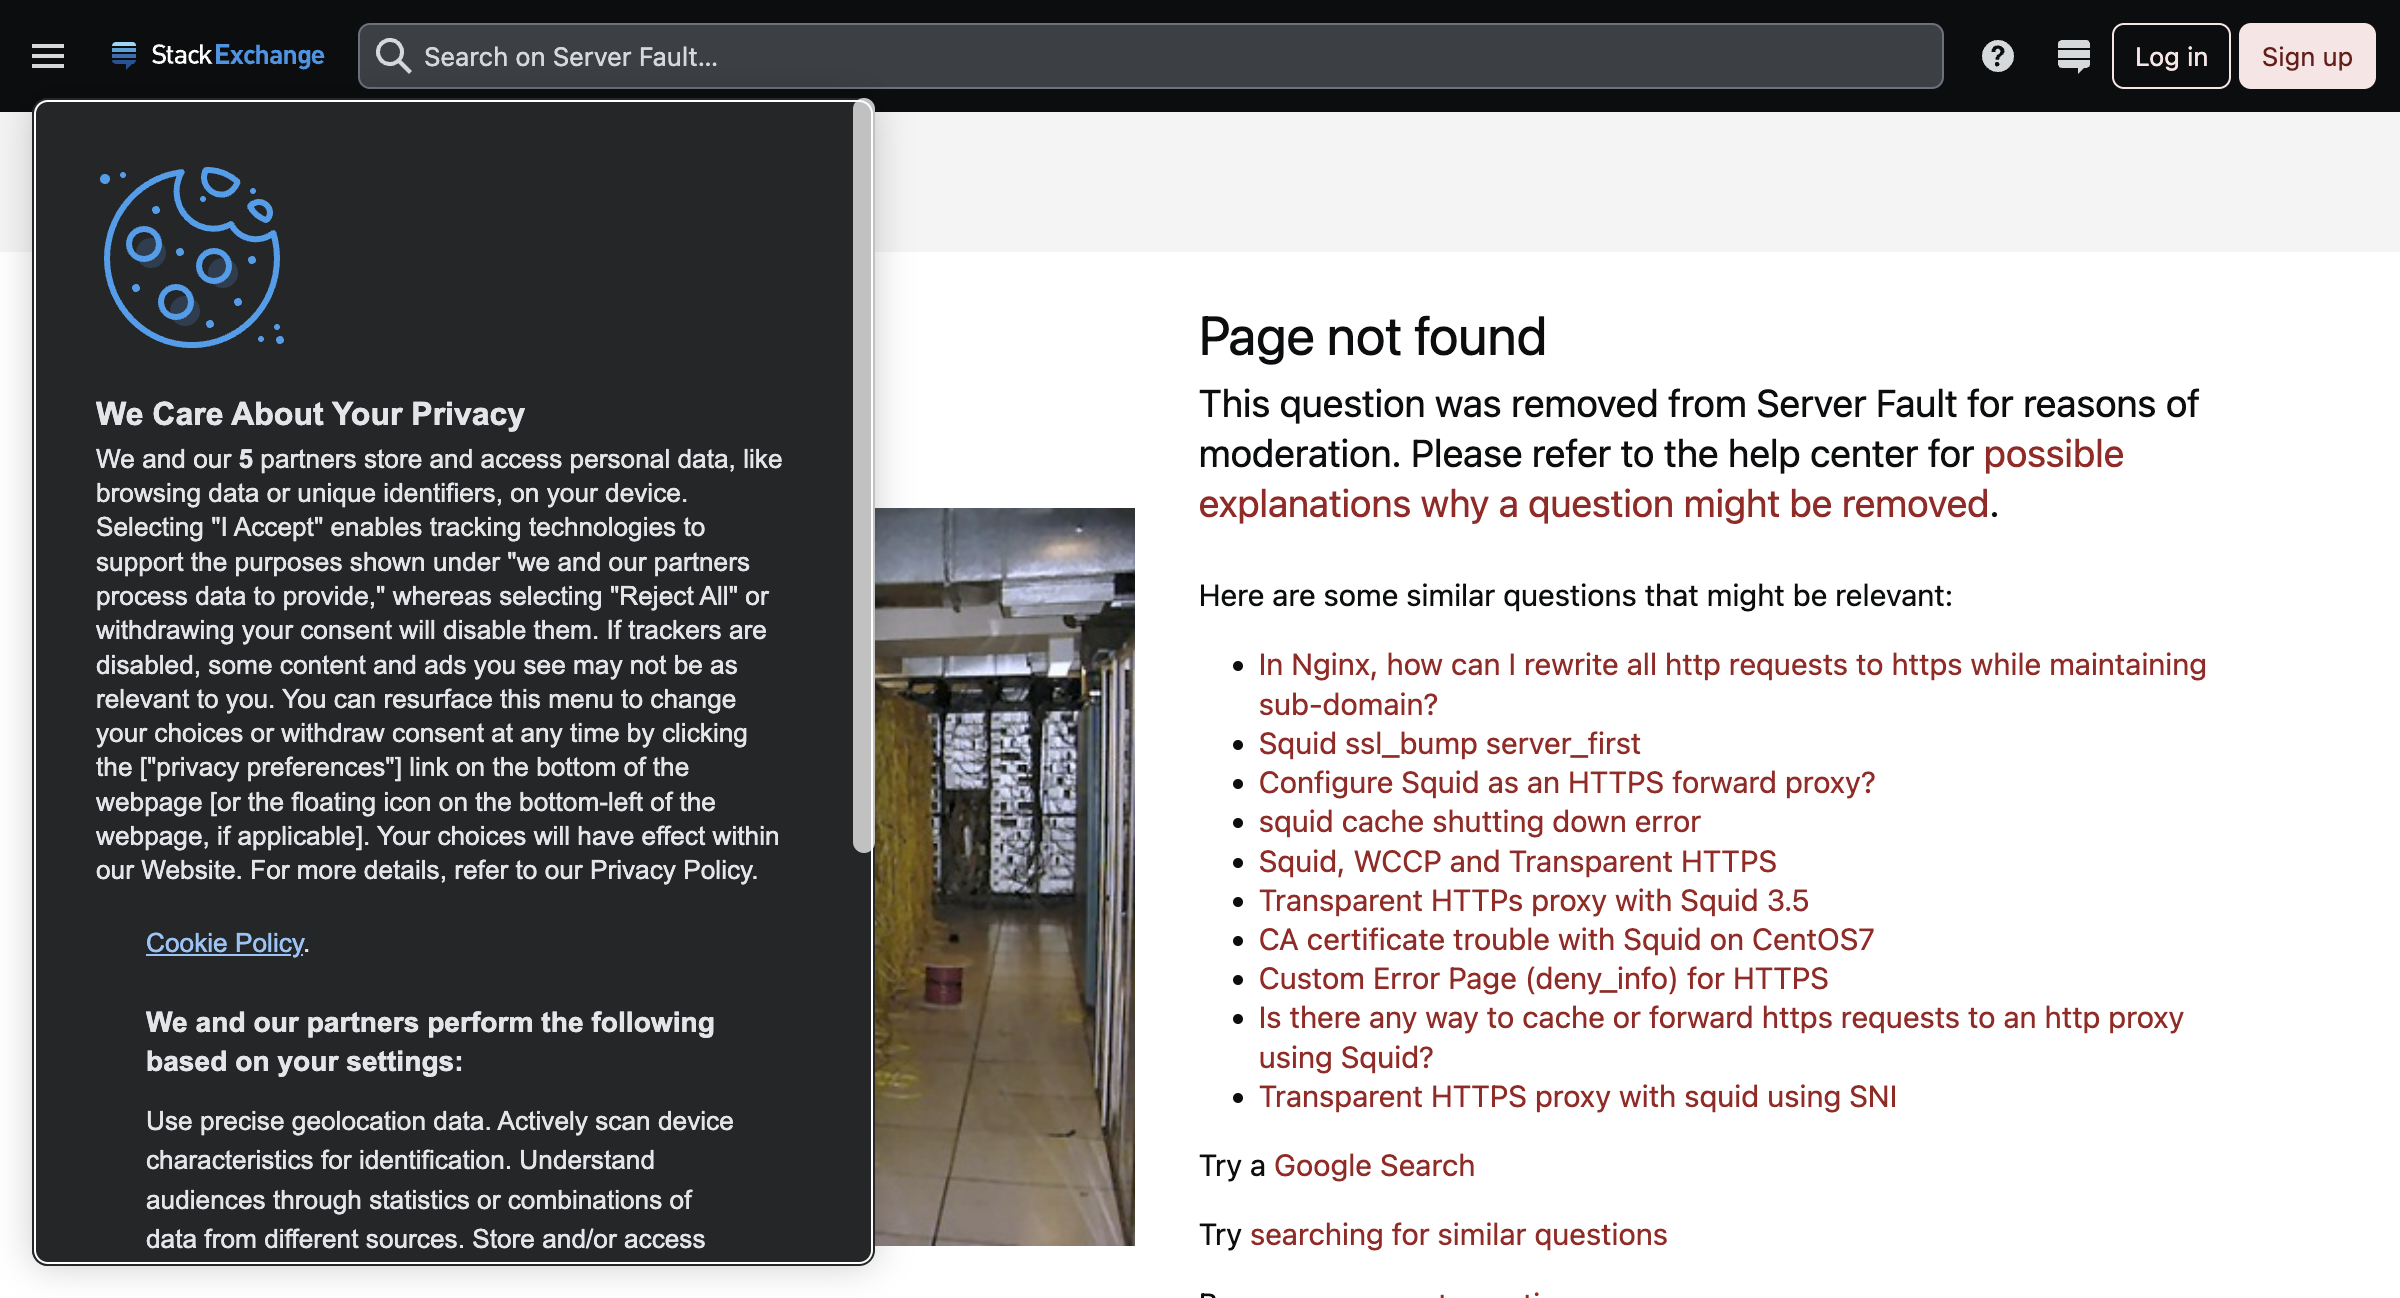 StackExchange
Search on Server Fault...
Log in
Sign up
We Care About Your Privacy
We and our 5 partners store and access personal data, like
browsing data or unique identifiers, on your device.
Selecting "I Accept" enables tracking technologies to
support the purposes shown under "we and our partners
process data to provide," whereas selecting "Reject All" or
withdrawing your consent will disable them. If trackers are
disabled, some content and ads you see may not be as
relevant to you. You can resurface this menu to change
your choices or withdraw consent at any time by clicking
the ["privacy preferences"] link on the bottom of the
webpage [or the floating icon on the bottom-left of the
webpage, if applicable]. Your choices will have effect within
our Website. For more details, refer to our Privacy Policy.
Cookie Policy.
We and our partners perform the following
based on your settings:
Use precise geolocation data. Actively scan device
characteristics for identification. Understand
audiences through statistics or combinations of
data from different sources. Store and/or access
Page not found
This question was removed from Server Fault for reasons of
moderation. Please refer to the help center for possible
explanations why a question might be removed.
Here are some similar questions that might be relevant:
In Nginx, how can I rewrite all http requests to https while maintaining
sub-domain?
Squid ssl_bump server_first
Configure Squid as an HTTPS forward proxy?
squid cache shutting down error
Squid, WCCP and Transparent HTTPS
Transparent HTTPs proxy with Squid 3.5
CA certificate trouble with Squid on CentOS7
Custom Error Page (deny_info) for HTTPS
Is there any way to cache or forward https requests to an http proxy
using Squid?
Transparent HTTPS proxy with squid using SNI
Try a Google Search
Try searching for similar questions